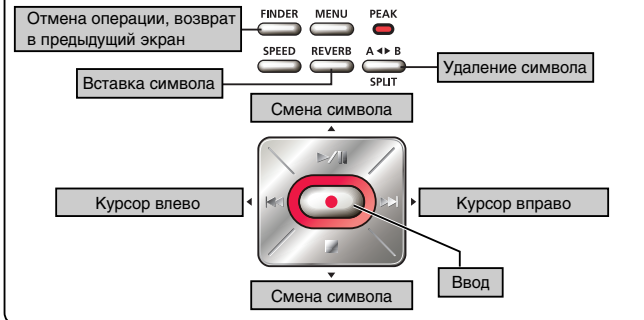 Отмена операции, возврат
в предыдущий экран
FINDER MENU PEAK
SPEED REVERB A ◂▸ B
SPLIT
Вставка символа
Удаление символа
Смена символа
Курсор влево
Курсор вправо
Ввод
Смена символа